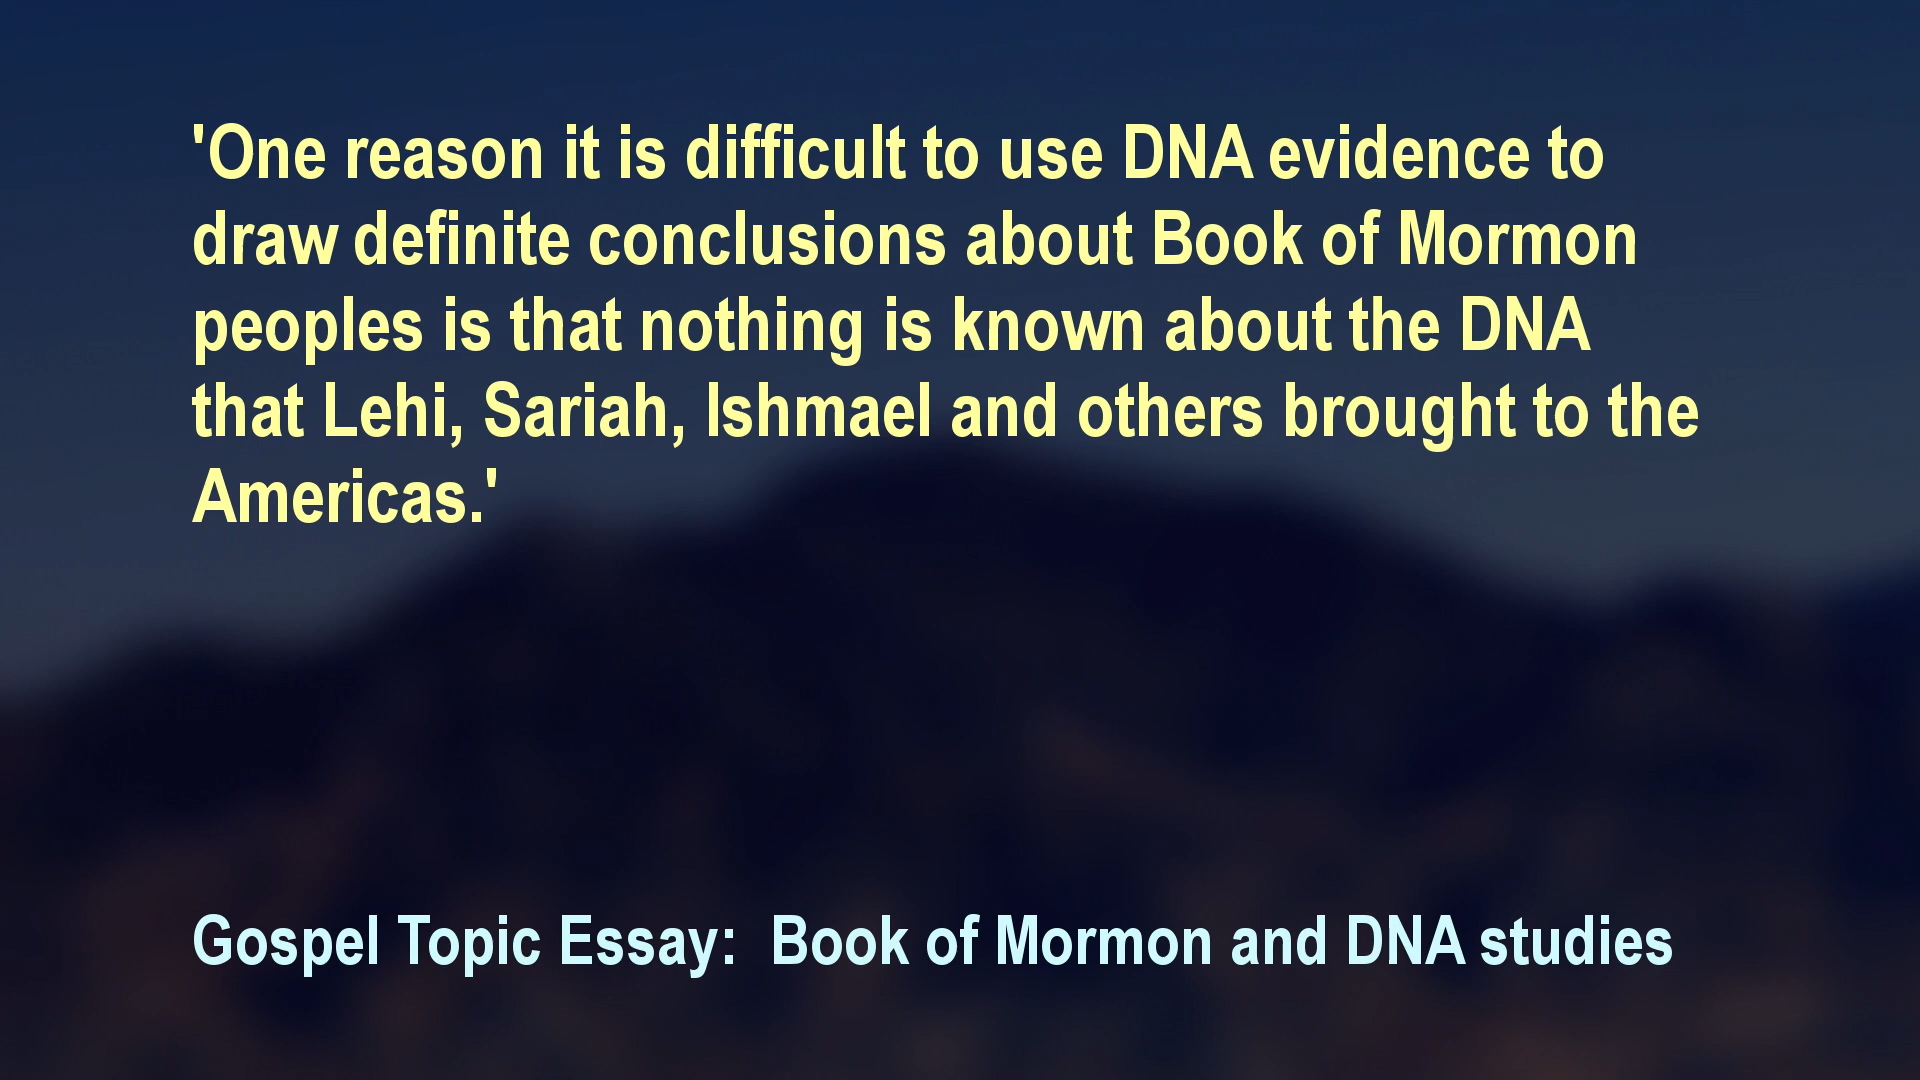 'One reason it is difficult to use DNA evidence to
draw definite conclusions about Book of Mormon
peoples is that nothing is known about the DNA
that Lehi, Sariah, Ishmael and others brought to the
Americas.'
Gospel Topic Essay:  Book of Mormon and DNA studies